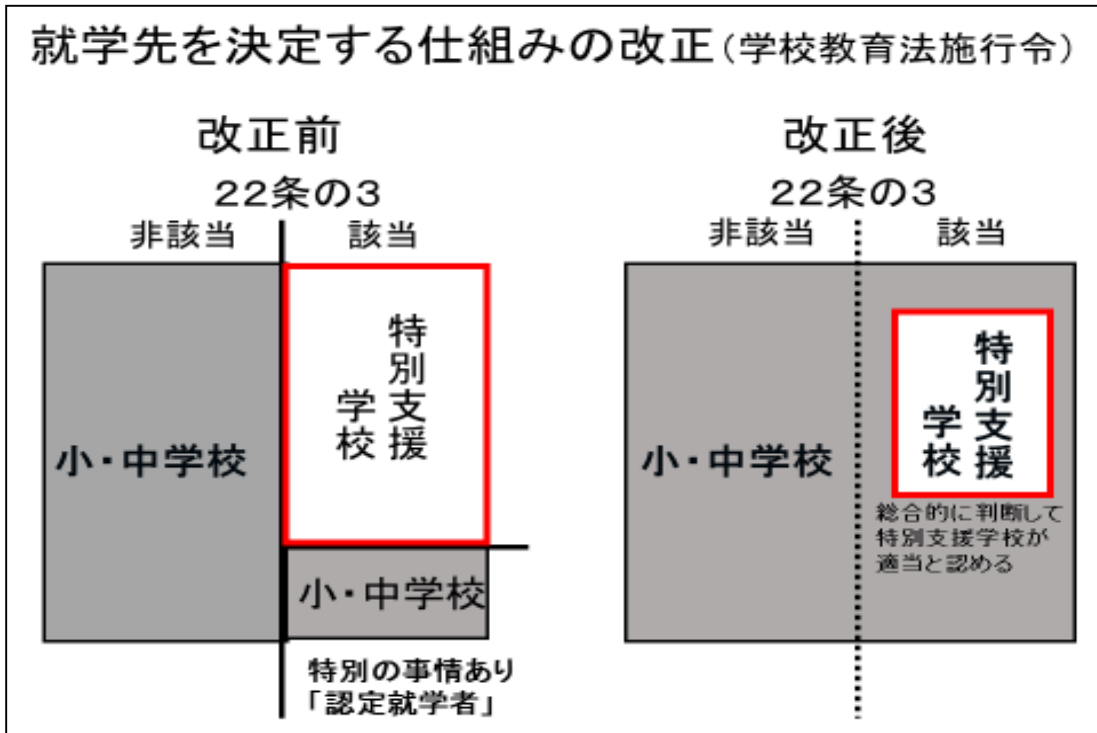 就学先を決定する仕組みの改正（学校教育法施行令）
改正前
２２条の３
非該当
該当
特別支援
学校
小・中学校
小・中学校
特別の事情あり
「認定就学者」
改正後
２２条の３
非該当
該当
特別支援
学校
小・中学校
総合的に判断して
特別支援学校が
適当と認める